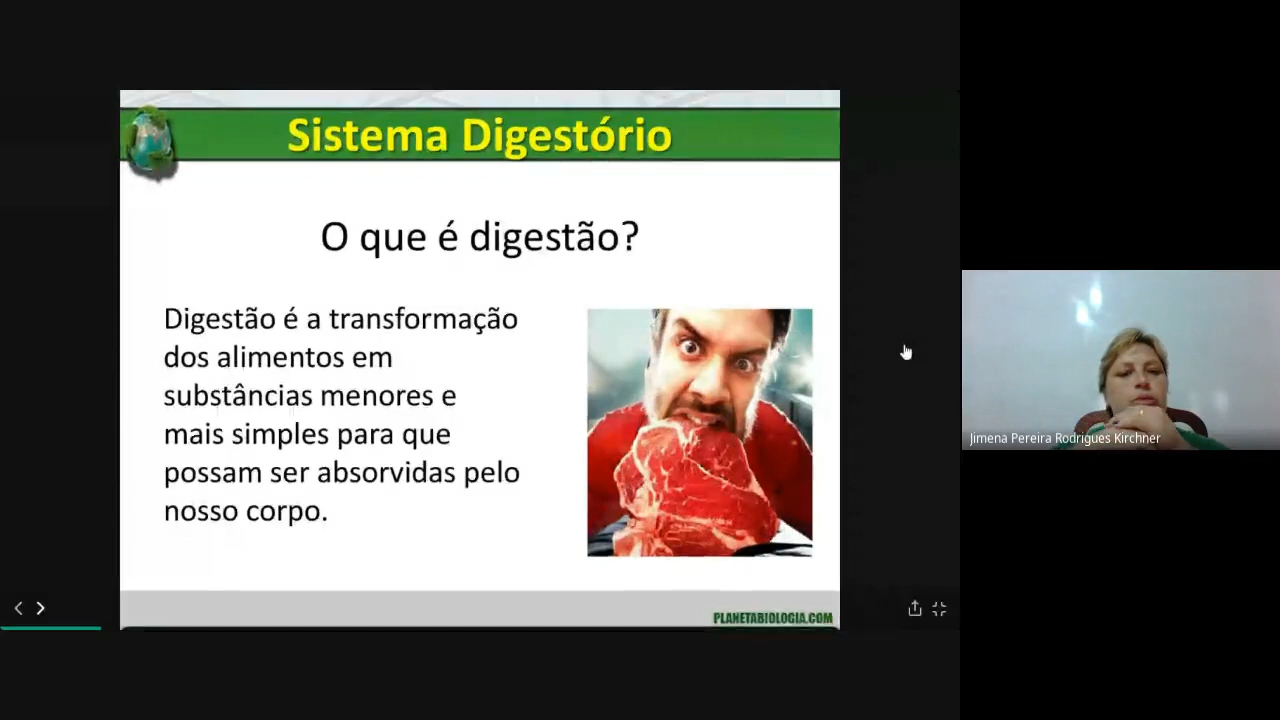 Sistema Digestório
O que é digestão?
Digestão é a transformação
dos alimentos em
substâncias menores e
mais simples para que
possam ser absorvidas pelo
nosso corpo.
PLANETABIOLOGIA.COM
Jimena Pereira Rodrigues Kirchner